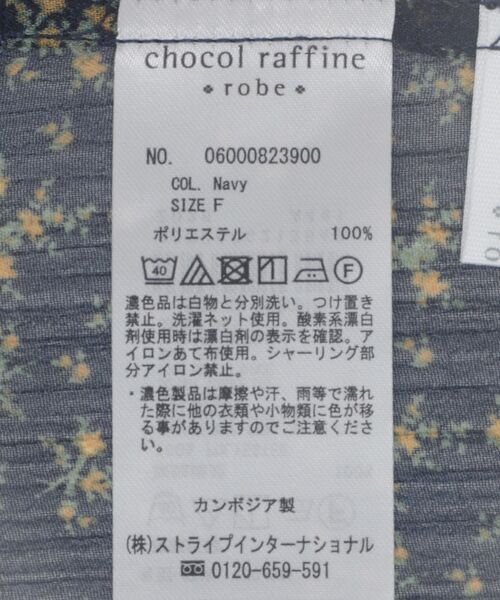 chocol raffine
robe
NO. 06000823900
COL. Navy
SIZE F
ポリエステル 100%
40
F
濃色品は白物と分別洗い。つけ置き
禁止。洗濯ネット使用。酸素系漂白
剤使用時は漂白剤の表示を確認。ア
イロンあて布使用。シャーリング部
分アイロン禁止。
・濃色製品は摩擦や汗、雨等で濡れ
た際に他の衣類や小物類に色が移
る事がありますのでご注意くださ
い。
カンボジア製
(株)ストライプインターナショナル
0120-659-591